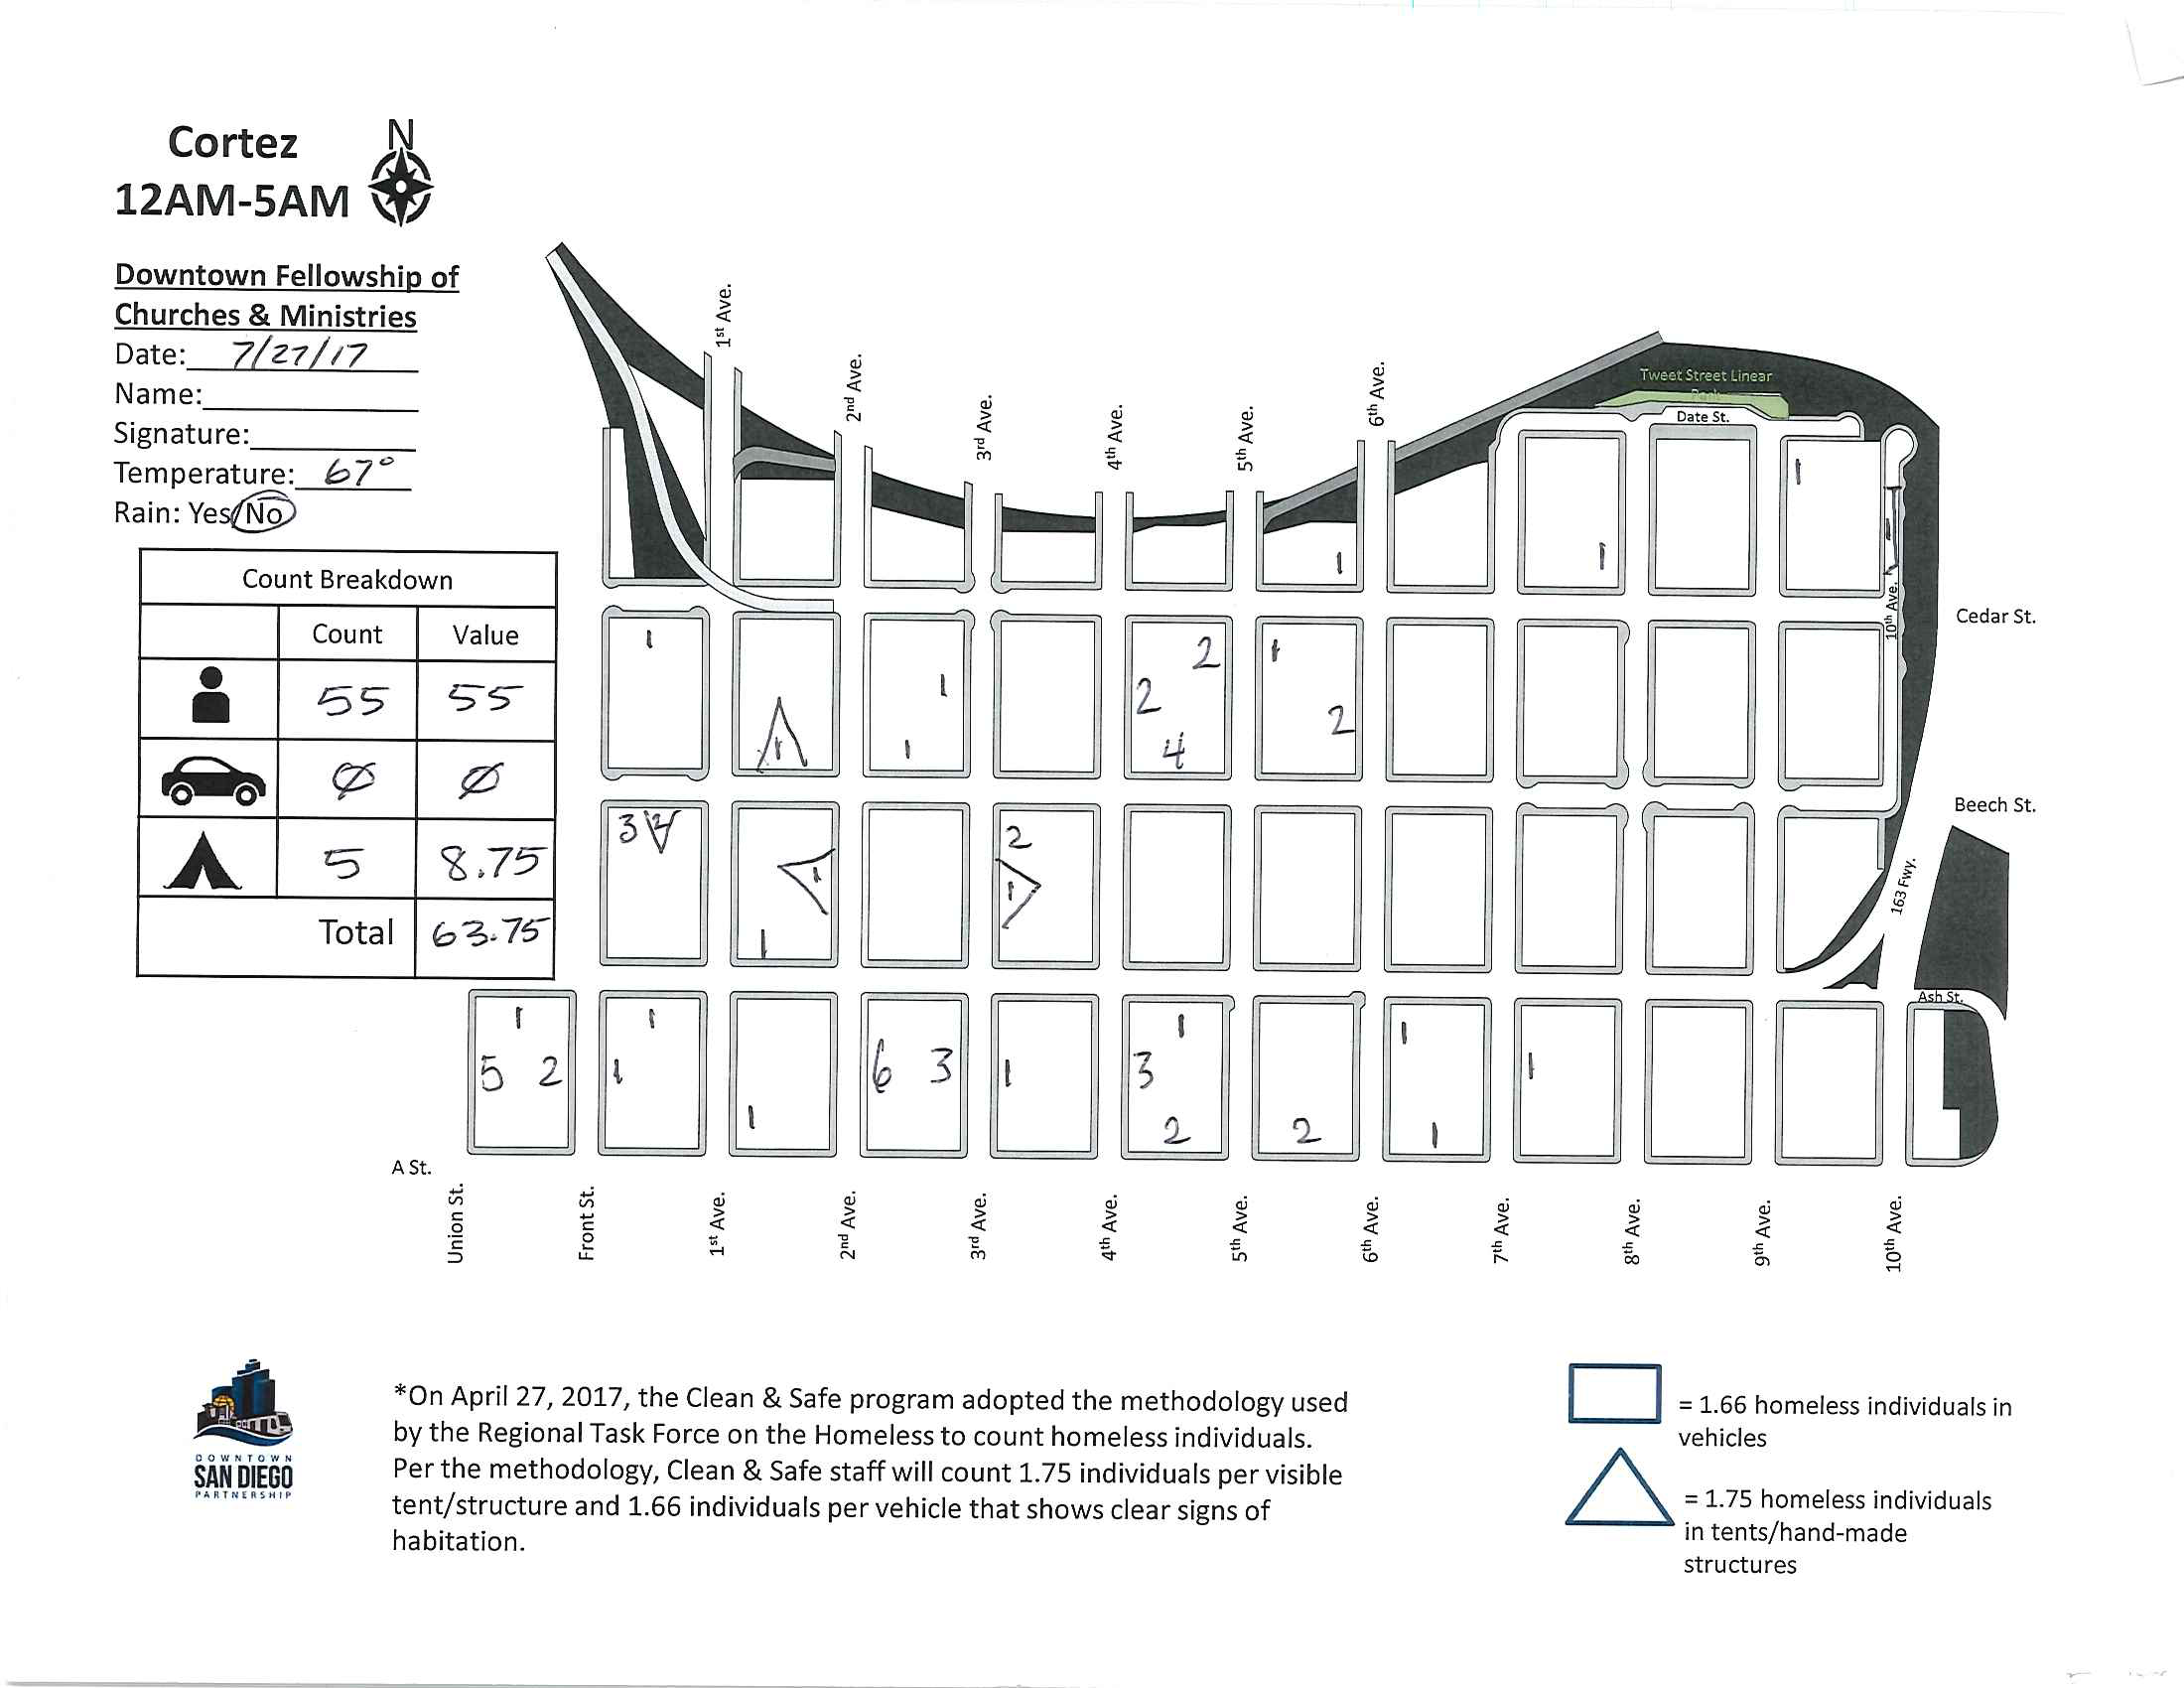 Cortez
12AM-5AM
N
Downtown Fellowship of
Churches & Ministries
Date: 7/27/17
Name:
Signature:
Temperature: 67°
Rain: Yes/No
Count Breakdown
Count Value
55 55
Ø Ø
5 8.75
Total 63.75
1st Ave.
2nd Ave.
3rd Ave.
4th Ave.
5th Ave.
6th Ave.
Tweet Street Linear
Park
Date St.
1
1
1
10th Ave.
Cedar St.
1
1
1
1
2
2
4
1
2
Beech St.
3 2
1
1
2
1
163 Fwy.
Ash St.
1
5 2
1
1
1
6 3
1
1
3
2
2
1
1
1
A St.
Union St.
Front St.
1st Ave.
2nd Ave.
3rd Ave.
4th Ave.
5th Ave.
6th Ave.
7th Ave.
8th Ave.
9th Ave.
10th Ave.
DOWNTOWN
SAN DIEGO
PARTNERSHIP
*On April 27, 2017, the Clean & Safe program adopted the methodology used
by the Regional Task Force on the Homeless to count homeless individuals.
Per the methodology, Clean & Safe staff will count 1.75 individuals per visible
tent/structure and 1.66 individuals per vehicle that shows clear signs of
habitation.
= 1.66 homeless individuals in
vehicles
= 1.75 homeless individuals
in tents/hand-made
structures